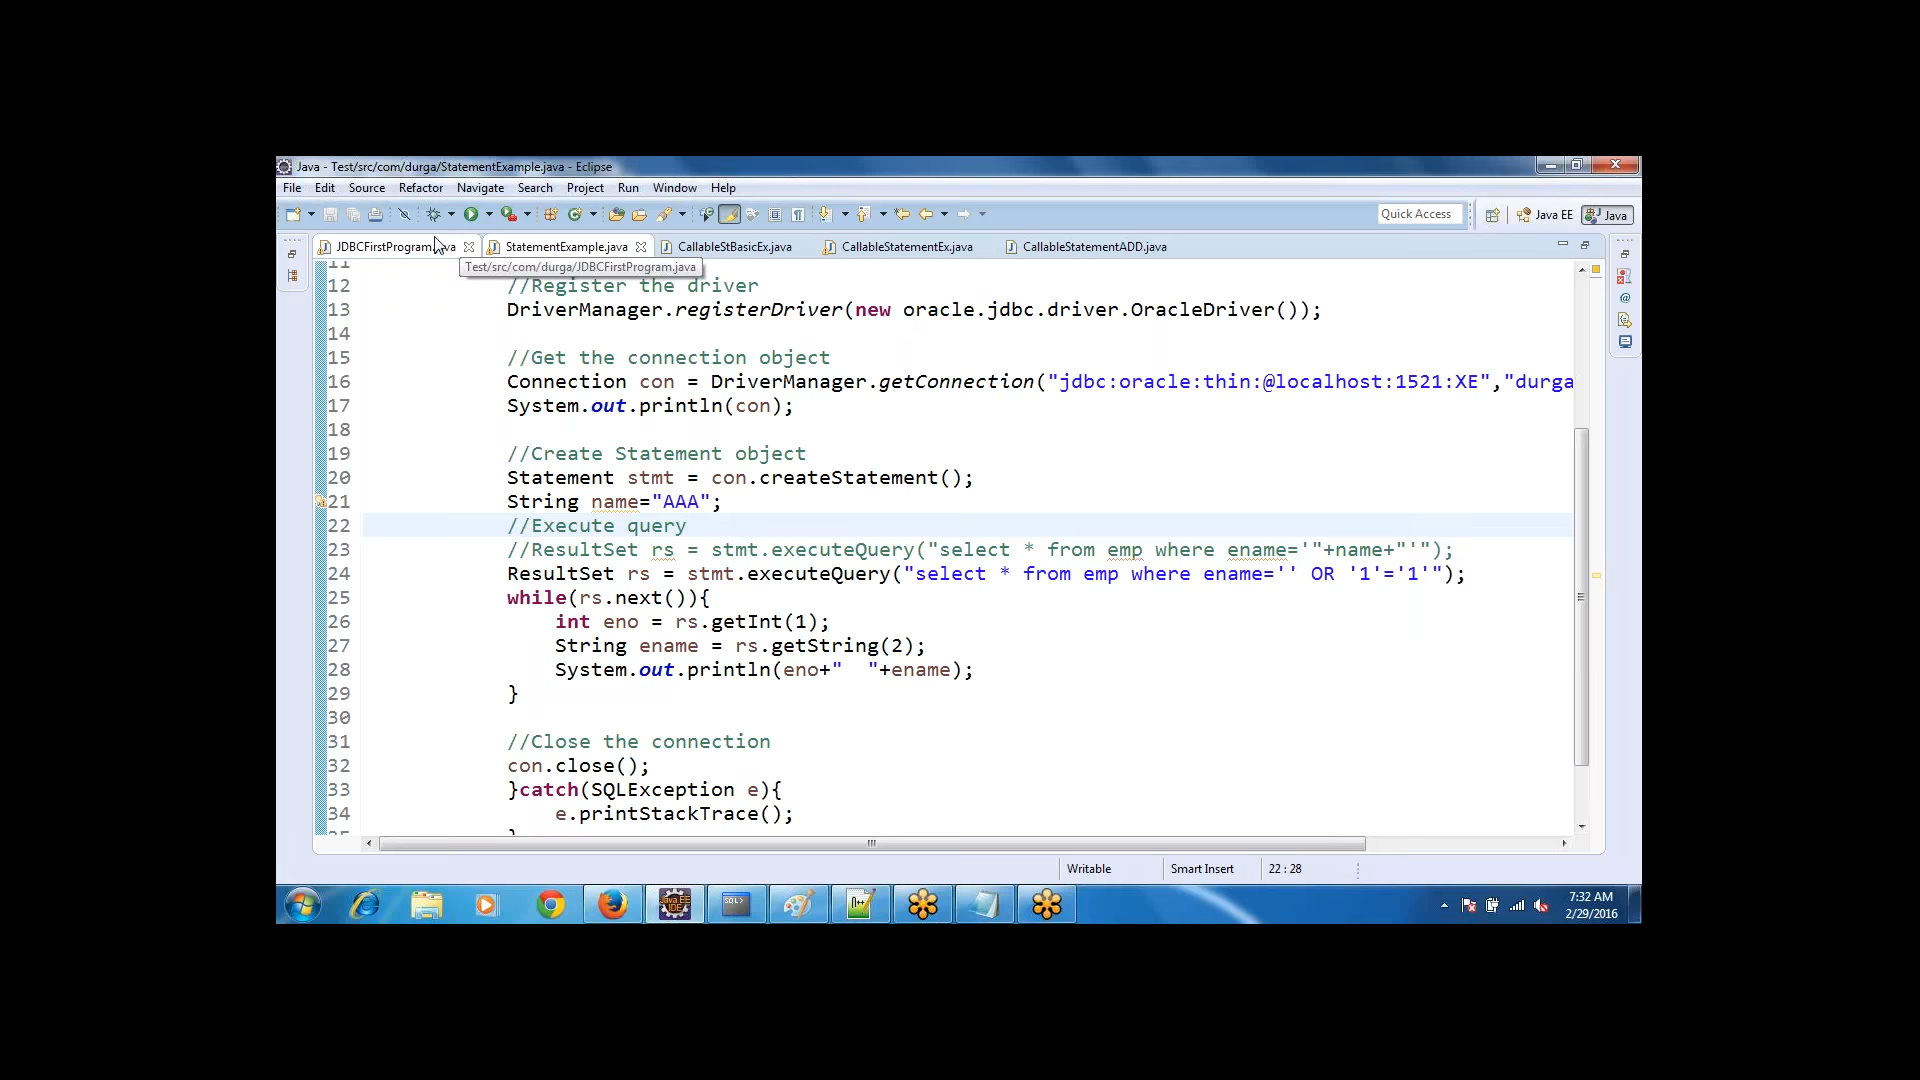 Java - Test/src/com/durga/StatementExample.java - Eclipse
File Edit Source Refactor Navigate Search Project Run Window Help
Quick Access Java EE Java
JDBCFirstProgram.java StatementExample.java CallableStBasicEx.java CallableStatementEx.java CallableStatementADD.java
Test/src/com/durga/JDBCFirstProgram.java
11
12 //Register the driver
13 DriverManager.registerDriver(new oracle.jdbc.driver.OracleDriver());
14
15 //Get the connection object
16 Connection con = DriverManager.getConnection("jdbc:oracle:thin:@localhost:1521:XE","durga
17 System.out.println(con);
18
19 //Create Statement object
20 Statement stmt = con.createStatement();
21 String name="AAA";
22 //Execute query
23 //ResultSet rs = stmt.executeQuery("select * from emp where ename='"+name+"'");
24 ResultSet rs = stmt.executeQuery("select * from emp where ename='' OR '1'='1'");
25 while(rs.next()){
26 int eno = rs.getInt(1);
27 String ename = rs.getString(2);
28 System.out.println(eno+"  "+ename);
29 }
30
31 //Close the connection
32 con.close();
33 }catch(SQLException e){
34 e.printStackTrace();
35 }
Writable Smart Insert 22 : 28
7:32 AM
2/29/2016